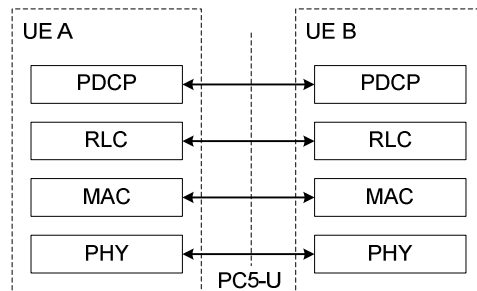 UE A UE B
PDCP PDCP
RLC RLC
MAC MAC
PHY PHY
PC5-U